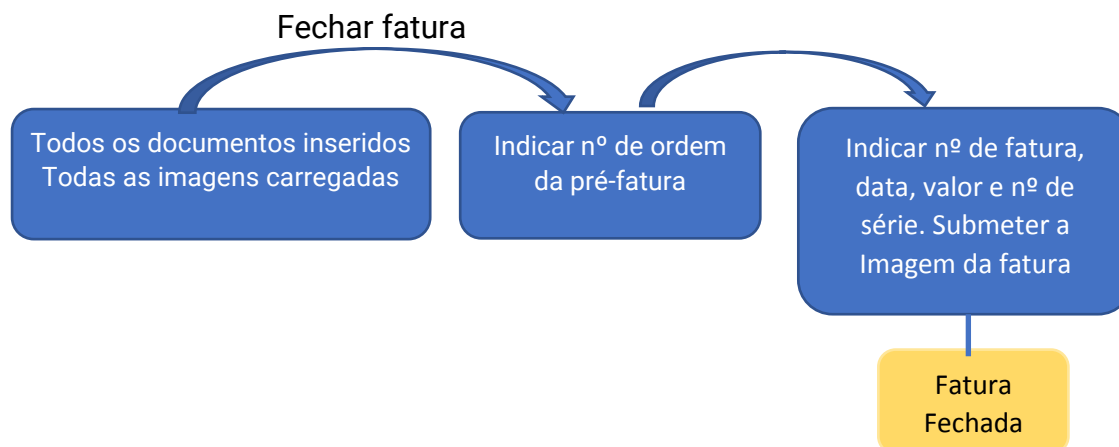 Fechar fatura
Todos os documentos inseridos
Todas as imagens carregadas
Indicar nº de ordem
da pré-fatura
Indicar nº de fatura,
data, valor e nº de
série. Submeter a
Imagem da fatura
Fatura
Fechada